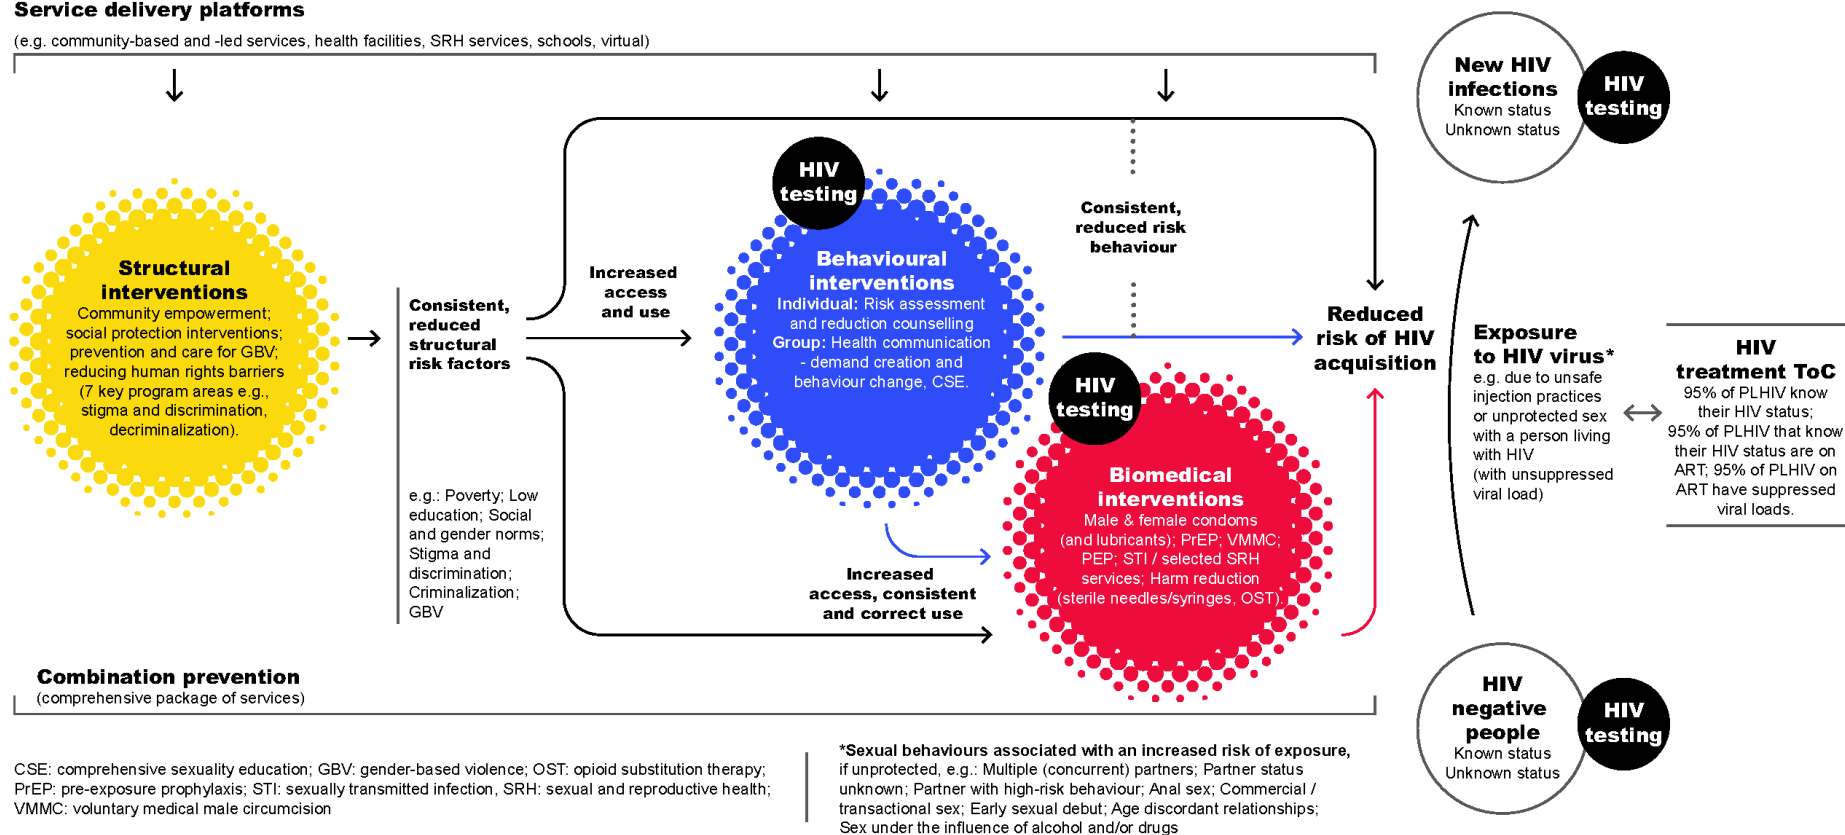 Service delivery platforms
(e.g. community-based and -led services, health facilities, SRH services, schools, virtual)
HIV
testing
Structural
interventions
Community empowerment;
social protection interventions;
prevention and care for GBV;
reducing human rights barriers
(7 key program areas e.g.,
stigma and discrimination,
decriminalization).
Consistent,
reduced
structural
risk factors
e.g.: Poverty; Low
education; Social
and gender norms;
Stigma and
discrimination;
Criminalization;
GBV
Increased
access
and use
Behavioural
interventions
Individual: Risk assessment
and reduction counselling
Group: Health communication
- demand creation and
behaviour change, CSE.
Consistent,
reduced risk
behaviour
HIV
testing
Increased
access, consistent
and correct use
Biomedical
interventions
Male & female condoms
(and lubricants); PrEP; VMMC;
PEP; STI / selected SRH
services; Harm reduction
(sterile needles/syringes, OST).
Reduced
risk of HIV
acquisition
New HIV
infections
Known status
Unknown status
HIV
testing
Exposure
to HIV virus*
e.g. due to unsafe
injection practices
or unprotected sex
with a person living
with HIV
(with unsuppressed
viral load)
HIV
treatment ToC
95% of PLHIV know
their HIV status;
95% of PLHIV that know
their HIV status are on
ART; 95% of PLHIV on
ART have suppressed
viral loads.
HIV
negative
people
Known status
Unknown status
HIV
testing
Combination prevention
(comprehensive package of services)
CSE: comprehensive sexuality education; GBV: gender-based violence; OST: opioid substitution therapy;
PrEP: pre-exposure prophylaxis; STI: sexually transmitted infection, SRH: sexual and reproductive health;
VMMC: voluntary medical male circumcision
*Sexual behaviours associated with an increased risk of exposure,
if unprotected, e.g.: Multiple (concurrent) partners; Partner status
unknown; Partner with high-risk behaviour; Anal sex; Commercial /
transactional sex; Early sexual debut; Age discordant relationships;
Sex under the influence of alcohol and/or drugs